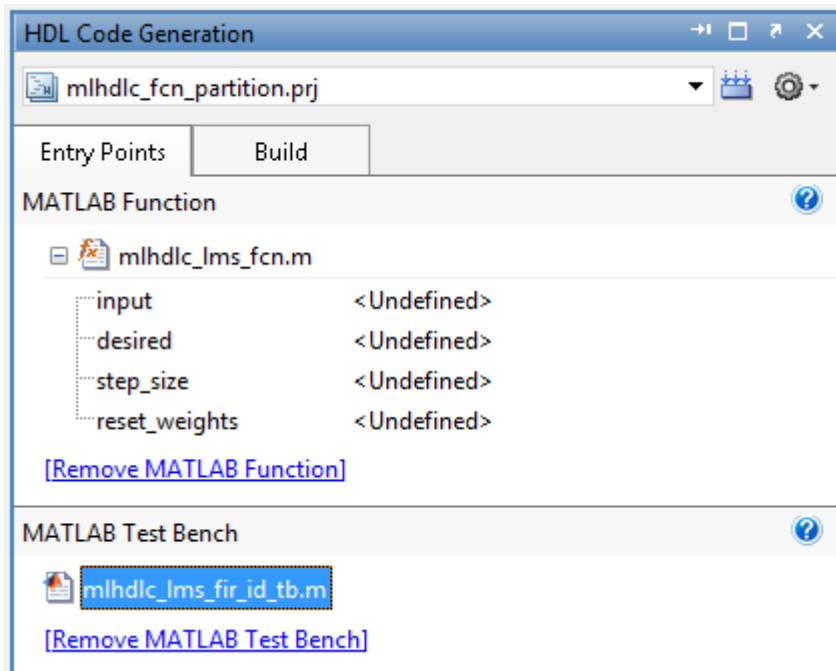 HDL Code Generation
mlhdlc_fcn_partition.prj
Entry Points Build
MATLAB Function
mlhdlc_lms_fcn.m
input <Undefined>
desired <Undefined>
step_size <Undefined>
reset_weights <Undefined>
[Remove MATLAB Function]
MATLAB Test Bench
mlhdlc_lms_fir_id_tb.m
[Remove MATLAB Test Bench]